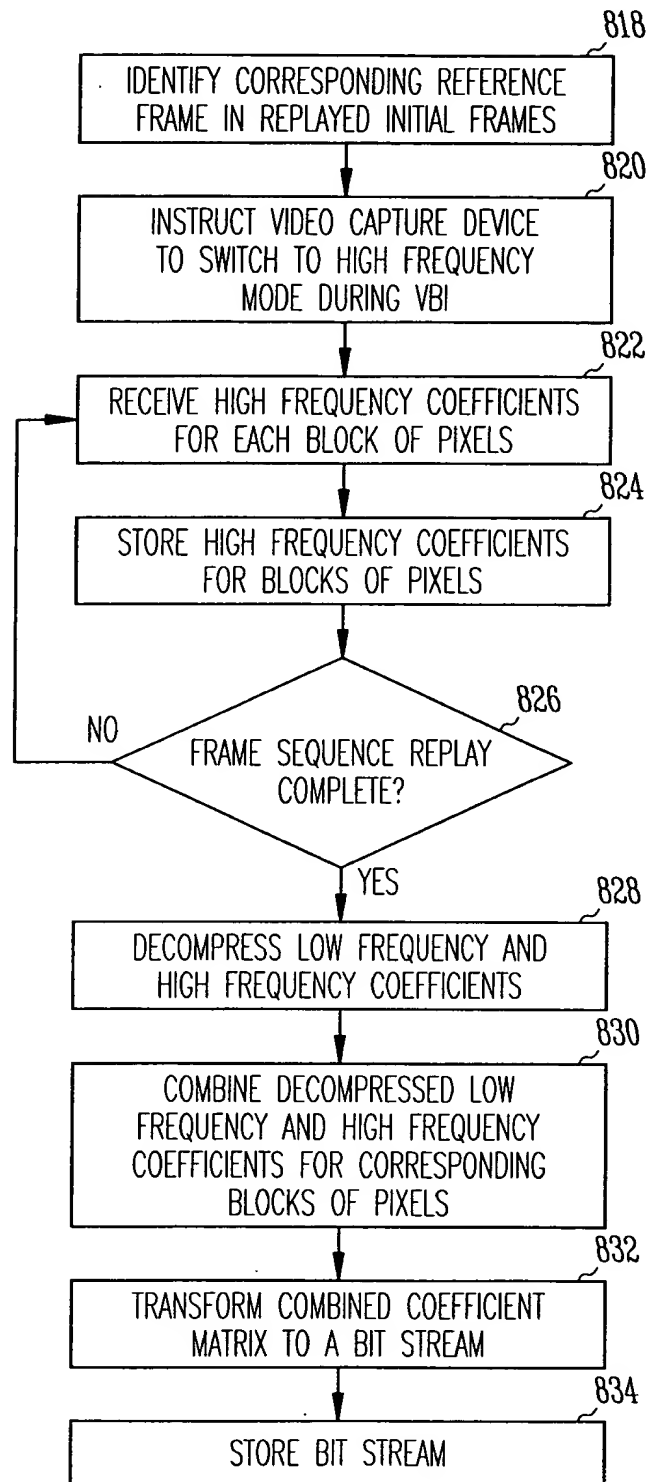 818
IDENTIFY CORRESPONDING REFERENCE
FRAME IN REPLAYED INITIAL FRAMES
820
INSTRUCT VIDEO CAPTURE DEVICE
TO SWITCH TO HIGH FREQUENCY
MODE DURING VBI
822
RECEIVE HIGH FREQUENCY COEFFICIENTS
FOR EACH BLOCK OF PIXELS
824
STORE HIGH FREQUENCY COEFFICIENTS
FOR BLOCKS OF PIXELS
826
NO
FRAME SEQUENCE REPLAY
COMPLETE?
YES
828
DECOMPRESS LOW FREQUENCY AND
HIGH FREQUENCY COEFFICIENTS
830
COMBINE DECOMPRESSED LOW
FREQUENCY AND HIGH FREQUENCY
COEFFICIENTS FOR CORRESPONDING
BLOCKS OF PIXELS
832
TRANSFORM COMBINED COEFFICIENT
MATRIX TO A BIT STREAM
834
STORE BIT STREAM